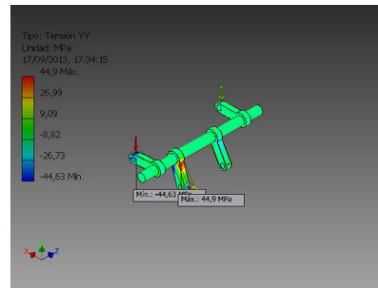 Tipo: Tensión YY
Unidad: MPa
17/09/2013, 17:34:15
44,9 Máx.
26,99
9,09
-8,82
-26,73
-44,63 Mín.
Mín.: -44,63 MPa
Máx.: 44,9 MPa
X
Z